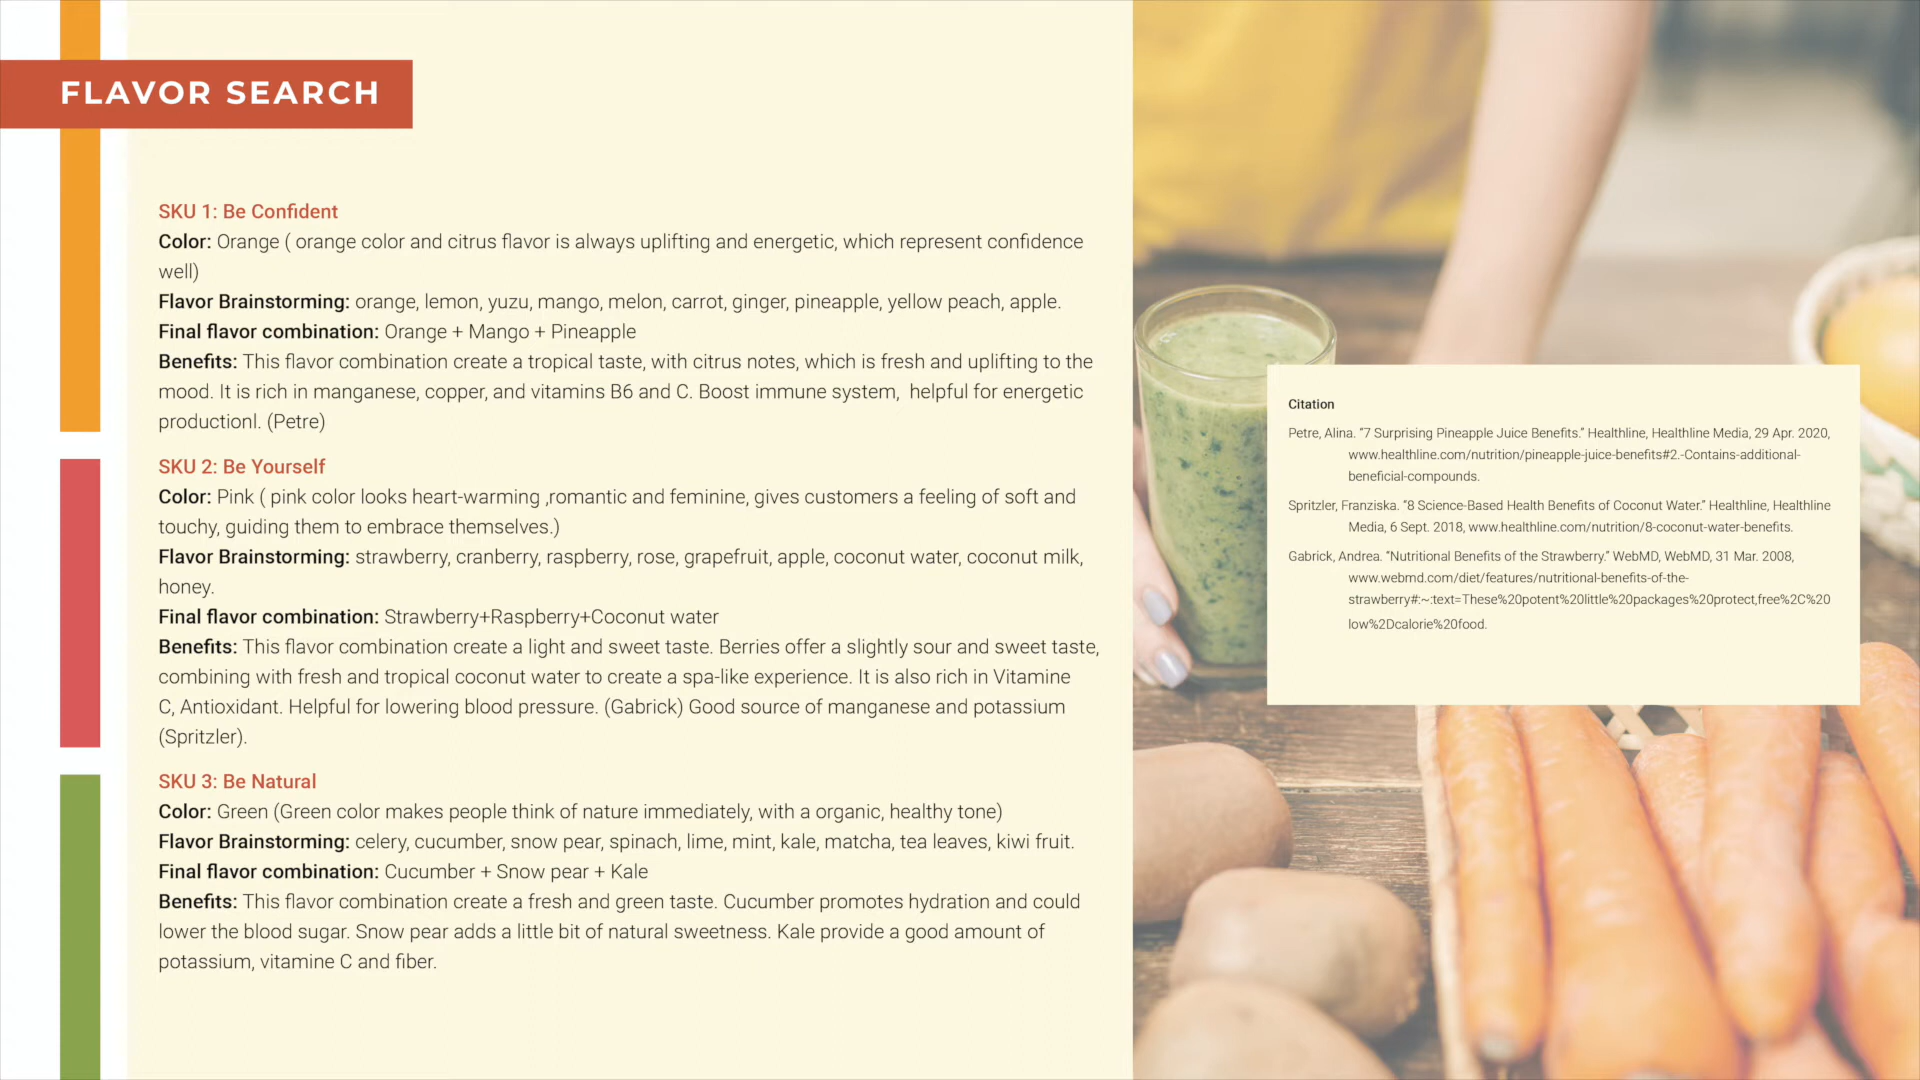 FLAVOR SEARCH
SKU 1: Be Confident
Color: Orange ( orange color and citrus flavor is always uplifting and energetic, which represent confidence
well)
Flavor Brainstorming: orange, lemon, yuzu, mango, melon, carrot, ginger, pineapple, yellow peach, apple.
Final flavor combination: Orange + Mango + Pineapple
Benefits: This flavor combination create a tropical taste, with citrus notes, which is fresh and uplifting to the
mood. It is rich in manganese, copper, and vitamins B6 and C. Boost immune system,  helpful for energetic
productionl. (Petre)
SKU 2: Be Yourself
Color: Pink ( pink color looks heart-warming ,romantic and feminine, gives customers a feeling of soft and
touchy, guiding them to embrace themselves.)
Flavor Brainstorming: strawberry, cranberry, raspberry, rose, grapefruit, apple, coconut water, coconut milk,
honey.
Final flavor combination: Strawberry+Raspberry+Coconut water
Benefits: This flavor combination create a light and sweet taste. Berries offer a slightly sour and sweet taste,
combining with fresh and tropical coconut water to create a spa-like experience. It is also rich in Vitamine
C, Antioxidant. Helpful for lowering blood pressure. (Gabrick) Good source of manganese and potassium
(Spritzler).
SKU 3: Be Natural
Color: Green (Green color makes people think of nature immediately, with a organic, healthy tone)
Flavor Brainstorming: celery, cucumber, snow pear, spinach, lime, mint, kale, matcha, tea leaves, kiwi fruit.
Final flavor combination: Cucumber + Snow pear + Kale
Benefits: This flavor combination create a fresh and green taste. Cucumber promotes hydration and could
lower the blood sugar. Snow pear adds a little bit of natural sweetness. Kale provide a good amount of
potassium, vitamine C and fiber.
Citation
Petre, Alina. “7 Surprising Pineapple Juice Benefits.” Healthline, Healthline Media, 29 Apr. 2020,
www.healthline.com/nutrition/pineapple-juice-benefits#2.-Contains-additional-
beneficial-compounds.
Spritzler, Franziska. “8 Science-Based Health Benefits of Coconut Water.” Healthline, Healthline
Media, 6 Sept. 2018, www.healthline.com/nutrition/8-coconut-water-benefits.
Gabrick, Andrea. “Nutritional Benefits of the Strawberry.” WebMD, WebMD, 31 Mar. 2008,
www.webmd.com/diet/features/nutritional-benefits-of-the-
strawberry#:~:text=These%20potent%20little%20packages%20protect,free%2C%20
low%2Dcalorie%20food.